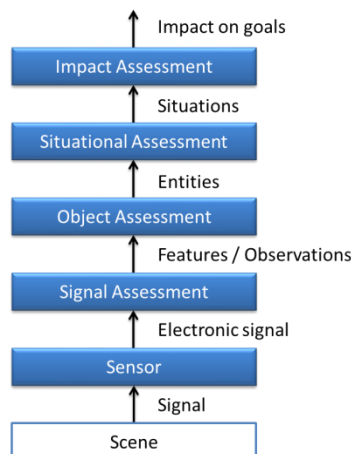 Impact on goals
Impact Assessment
Situations
Situational Assessment
Entities
Object Assessment
Features / Observations
Signal Assessment
Electronic signal
Sensor
Signal
Scene